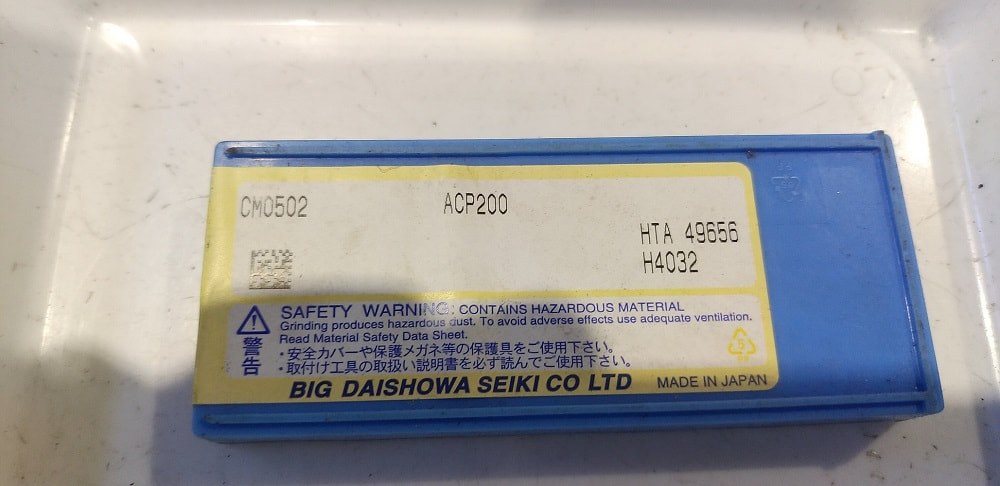 CM0502 ACP200
HTA 49656
H4032
SAFETY WARNING: CONTAINS HAZARDOUS MATERIAL
Grinding produces hazardous dust. To avoid adverse effects use adequate ventilation.
Read Material Safety Data Sheet.
警告
・安全カバーや保護メガネ等の保護具をご使用下さい。
・取付け工具の取扱い説明書を必ず読んでご使用下さい。
BIG DAISHOWA SEIKI CO LTD MADE IN JAPAN